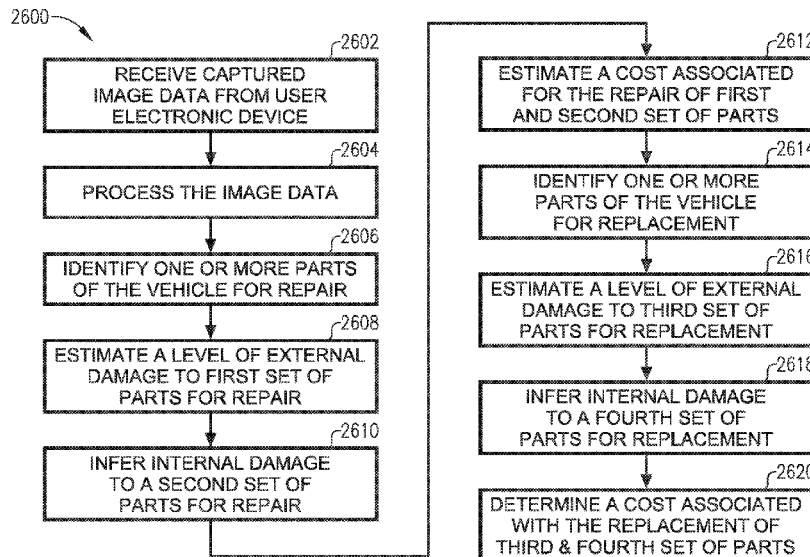 2600
2602
RECEIVE CAPTURED
IMAGE DATA FROM USER
ELECTRONIC DEVICE
2604
PROCESS THE IMAGE DATA
2606
IDENTIFY ONE OR MORE PARTS
OF THE VEHICLE FOR REPAIR
2608
ESTIMATE A LEVEL OF EXTERNAL
DAMAGE TO FIRST SET OF
PARTS FOR REPAIR
2610
INFER INTERNAL DAMAGE
TO A SECOND SET OF
PARTS FOR REPAIR
2612
ESTIMATE A COST ASSOCIATED
FOR THE REPAIR OF FIRST
AND SECOND SET OF PARTS
2614
IDENTIFY ONE OR MORE
PARTS OF THE VEHICLE
FOR REPLACEMENT
2616
ESTIMATE A LEVEL OF EXTERNAL
DAMAGE TO THIRD SET OF
PARTS FOR REPLACEMENT
2618
INFER INTERNAL DAMAGE
TO A FOURTH SET OF
PARTS FOR REPLACEMENT
2620
DETERMINE A COST ASSOCIATED
WITH THE REPLACEMENT OF
THIRD & FOURTH SET OF PARTS